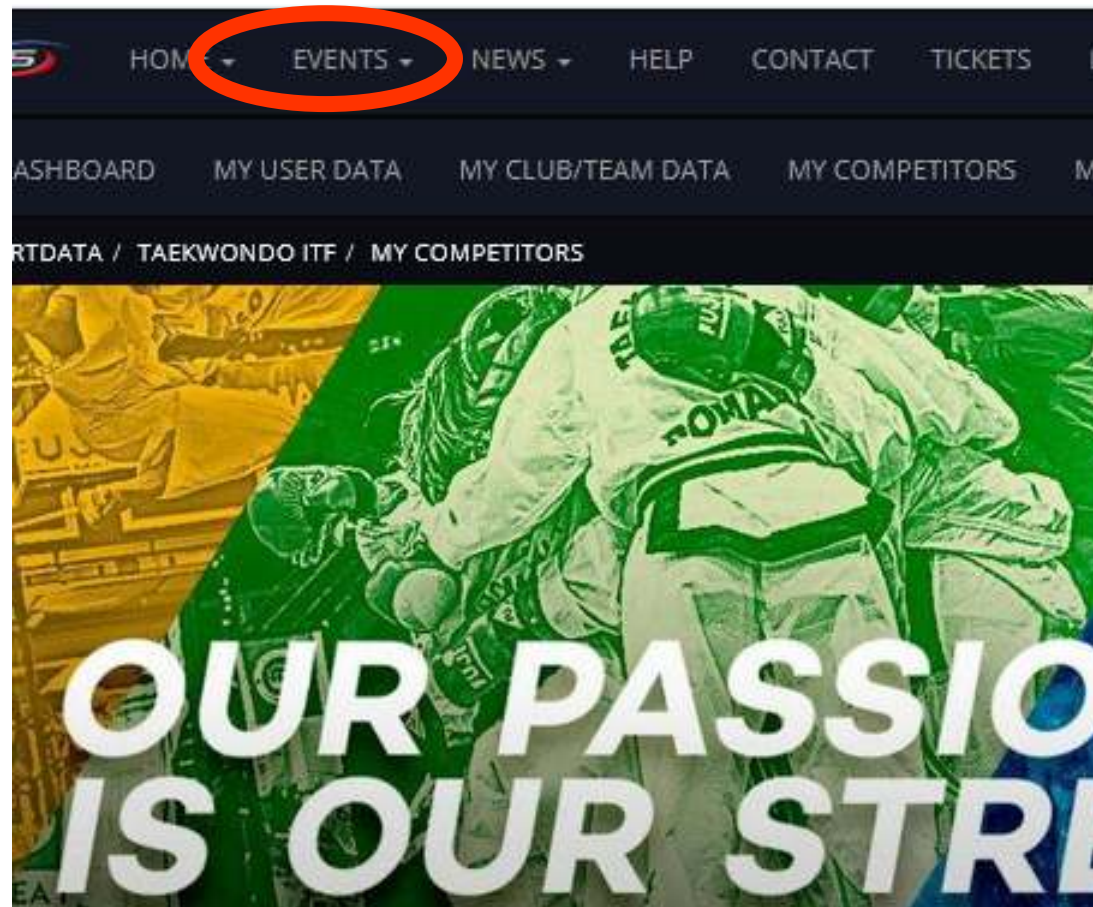 HOME EVENTS NEWS HELP CONTACT TICKETS
ASHBOARD MY USER DATA MY CLUB/TEAM DATA MY COMPETITORS M
RTDATA / TAEKWONDO ITF / MY COMPETITORS
OUR PASSIO
IS OUR STRE